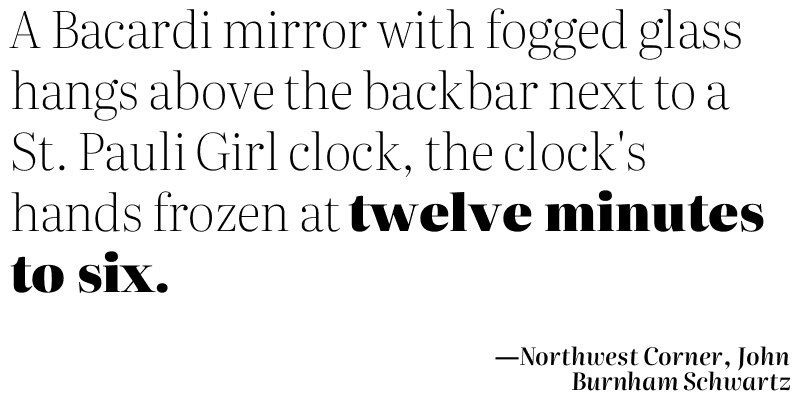 A Bacardi mirror with fogged glass
hangs above the backbar next to a
St. Pauli Girl clock, the clock's
hands frozen at twelve minutes
to six.
—Northwest Corner, John
Burnham Schwartz